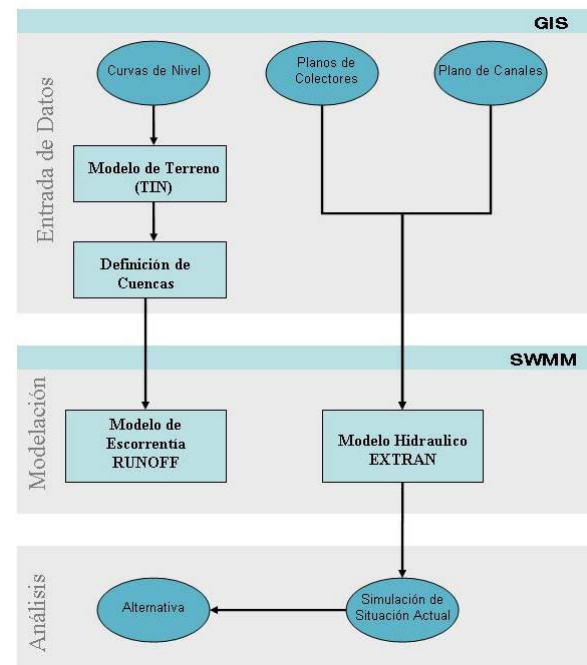 GIS
Entrada de Datos
Curvas de Nivel
Planos de
Colectores
Plano de Canales
Modelo de Terreno
(TIN)
Definición de
Cuencas
SWMM
Modelación
Modelo de
Escorrentía
RUNOFF
Modelo Hidraulico
EXTRAN
Análisis
Alternativa
Simulación de
Situación Actual